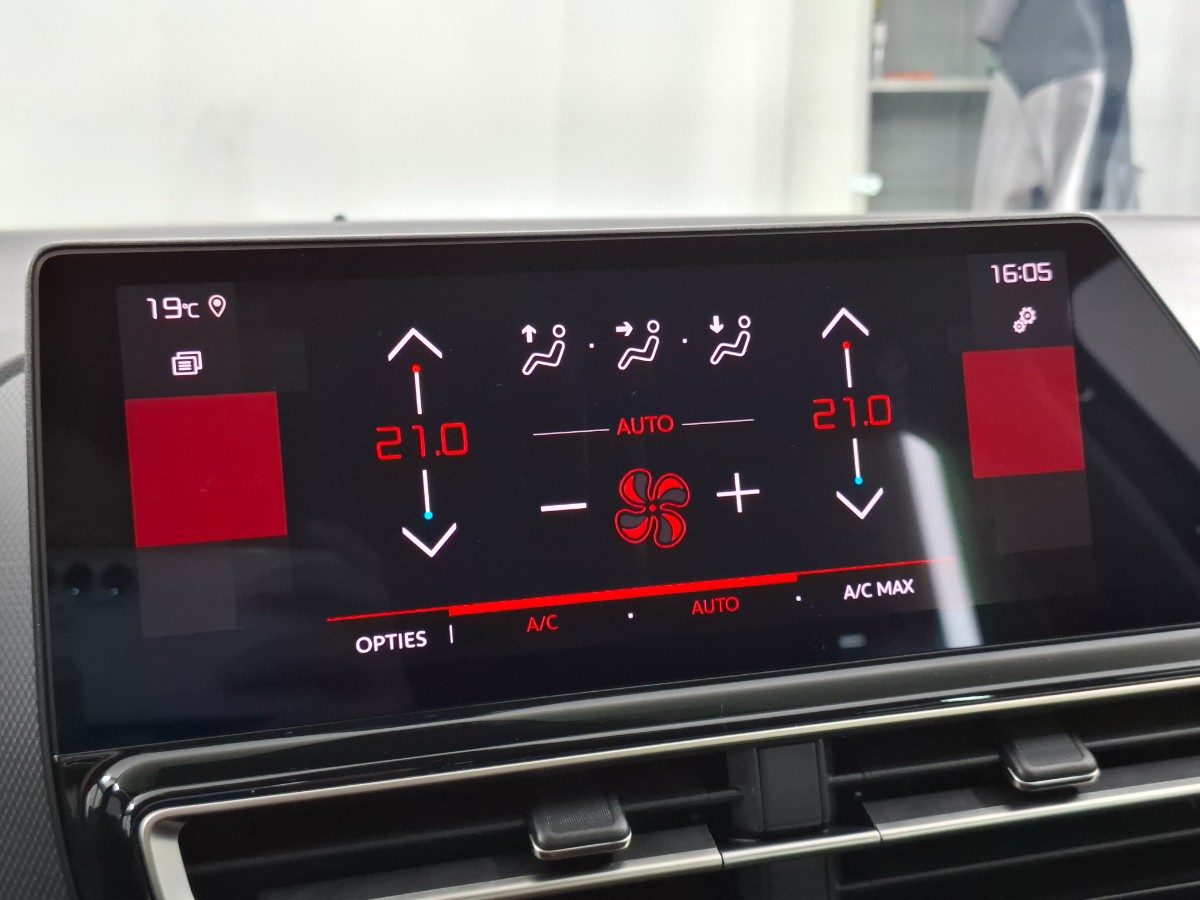 19°C
16:05
21.0
21.0
AUTO
OPTIES
A/C
AUTO
A/C MAX